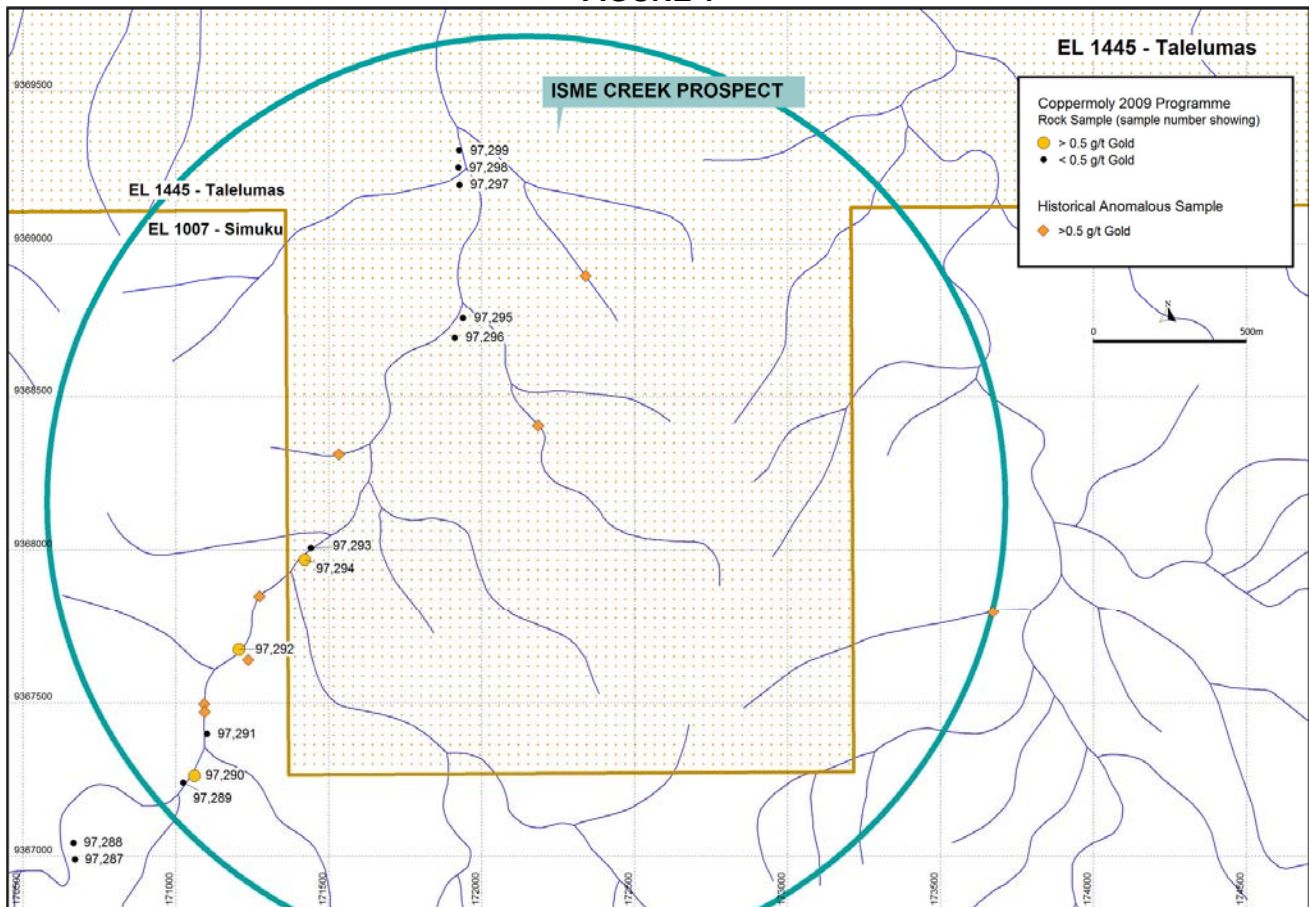 EL 1445 - Talelumas
9369500
ISME CREEK PROSPECT
Coppermoly 2009 Programme
Rock Sample (sample number showing)
> 0.5 g/t Gold
< 0.5 g/t Gold
Historical Anomalous Sample
>0.5 g/t Gold
97,299
97,298
97,297
EL 1445 - Talelumas
EL 1007 - Simuku
9369000
N
0 500m
97,295
97,296
9368500
9368000
97,293
97,294
97,292
9367500
97,291
97,290
97,289
97,288
97,287
9367000
170500
171000
171500
172000
172500
173000
173500
174000
174500